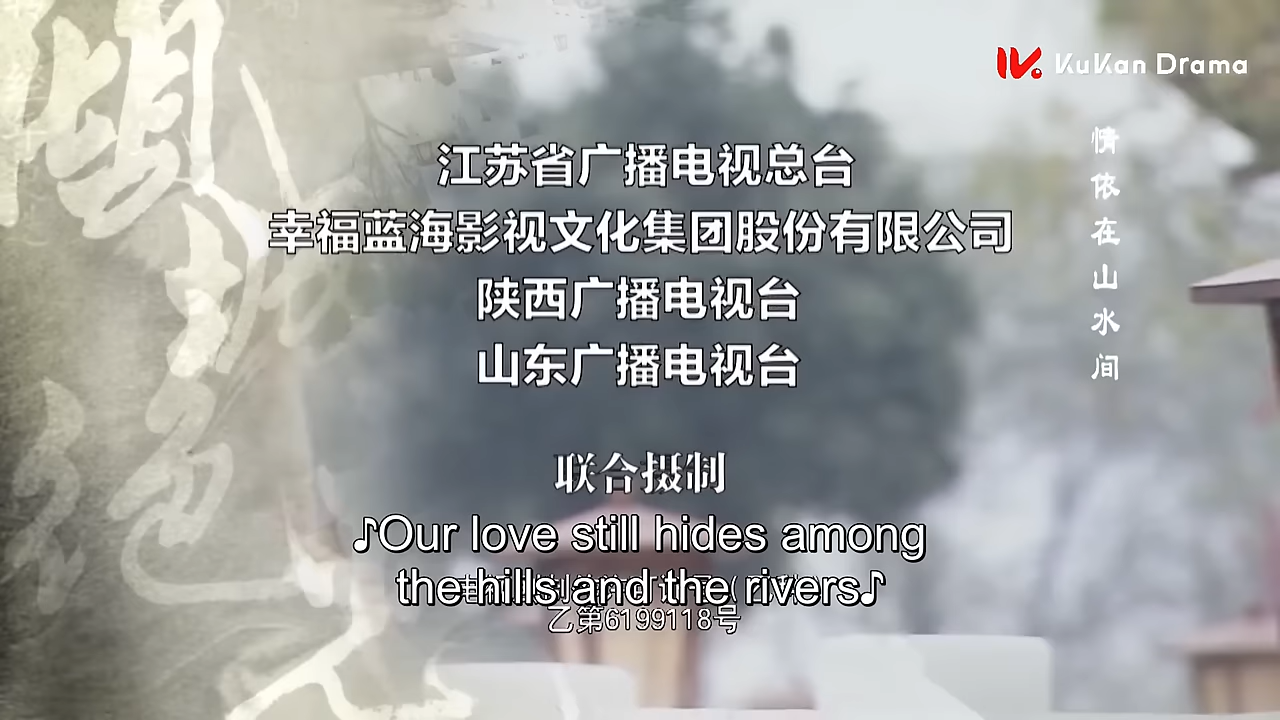 KuKan Drama
江苏省广播电视总台
幸福蓝海影视文化集团股份有限公司
陕西广播电视台
山东广播电视台
联合摄制
♪Our love still hides among
the hills and the rivers♪
乙第6199118号
情依在山水间